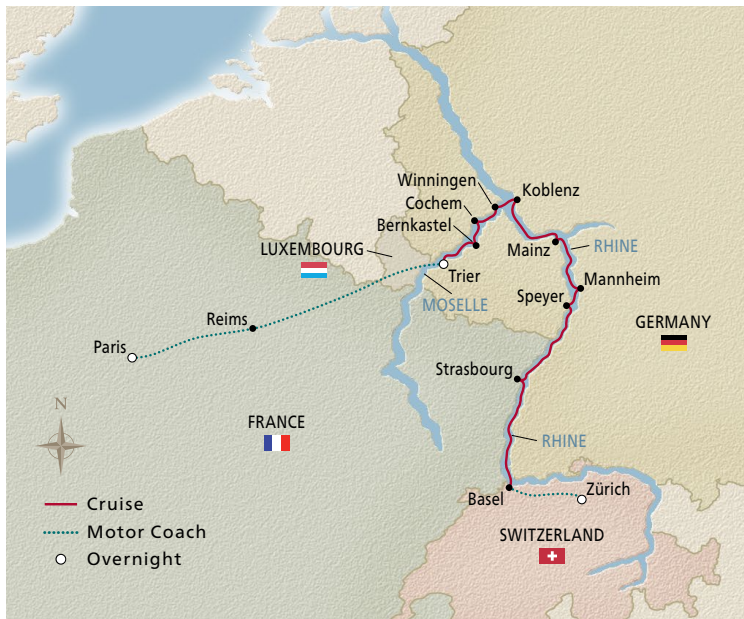 Winningen
Koblenz
Cochem
Bernkastel
Mainz
RHINE
LUXEMBOURG
Trier
Mannheim
MOSELLE
Speyer
Reims
GERMANY
Paris
Strasbourg
N
FRANCE
RHINE
Basel
Zürich
Cruise
Motor Coach
SWITZERLAND
Overnight